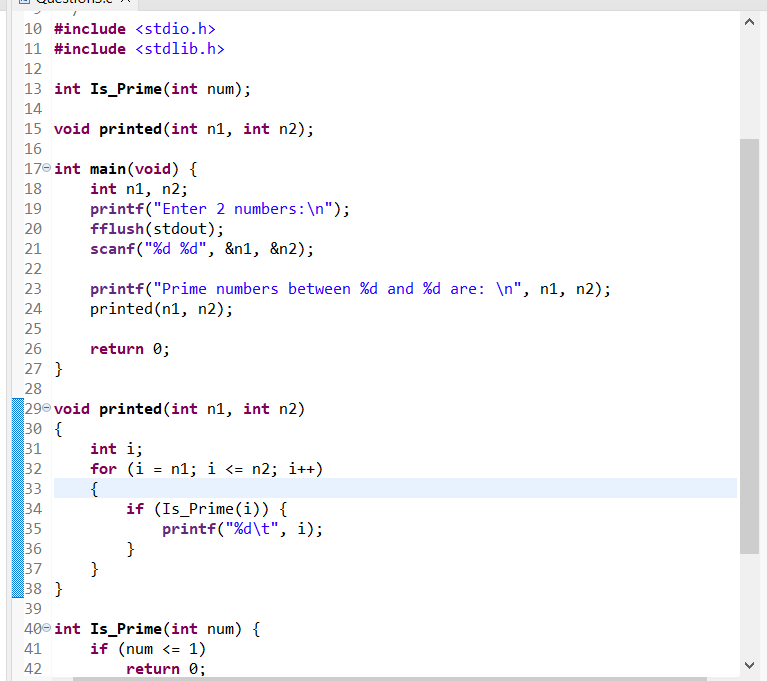 10 #include <stdio.h>
11 #include <stdlib.h>
12
13 int Is_Prime(int num);
14
15 void printed(int n1, int n2);
16
17 int main(void) {
18     int n1, n2;
19     printf("Enter 2 numbers:\n");
20     fflush(stdout);
21     scanf("%d %d", &n1, &n2);
22
23     printf("Prime numbers between %d and %d are: \n", n1, n2);
24     printed(n1, n2);
25
26     return 0;
27 }
28
29 void printed(int n1, int n2)
30 {
31     int i;
32     for (i = n1; i <= n2; i++)
33     {
34         if (Is_Prime(i)) {
35             printf("%d\t", i);
36         }
37     }
38 }
39
40 int Is_Prime(int num) {
41     if (num <= 1)
42         return 0;